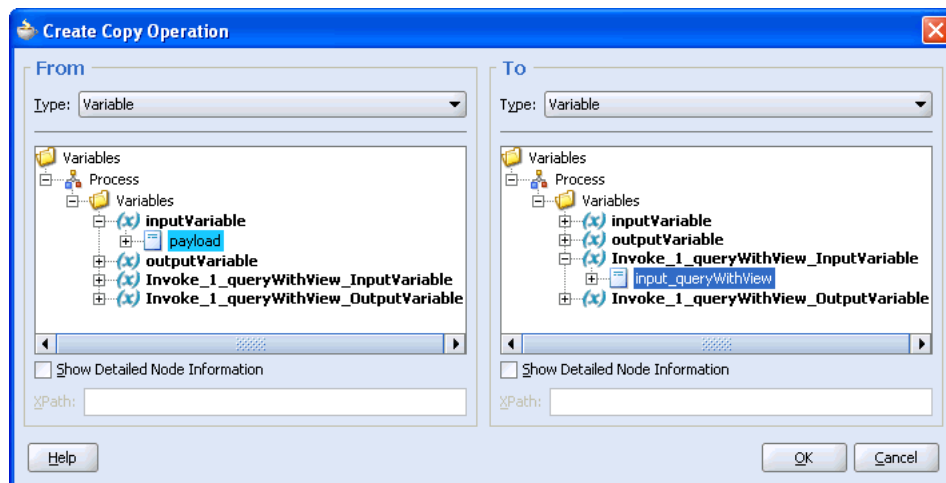 Create Copy Operation
From
Type: Variable
Variables
Process
Variables
inputVariable
payload
outputVariable
Invoke_1_queryWithView_InputVariable
Invoke_1_queryWithView_OutputVariable
Show Detailed Node Information
XPath:
To
Type: Variable
Variables
Process
Variables
inputVariable
outputVariable
Invoke_1_queryWithView_InputVariable
input_queryWithView
Invoke_1_queryWithView_OutputVariable
Show Detailed Node Information
XPath:
Help
OK
Cancel